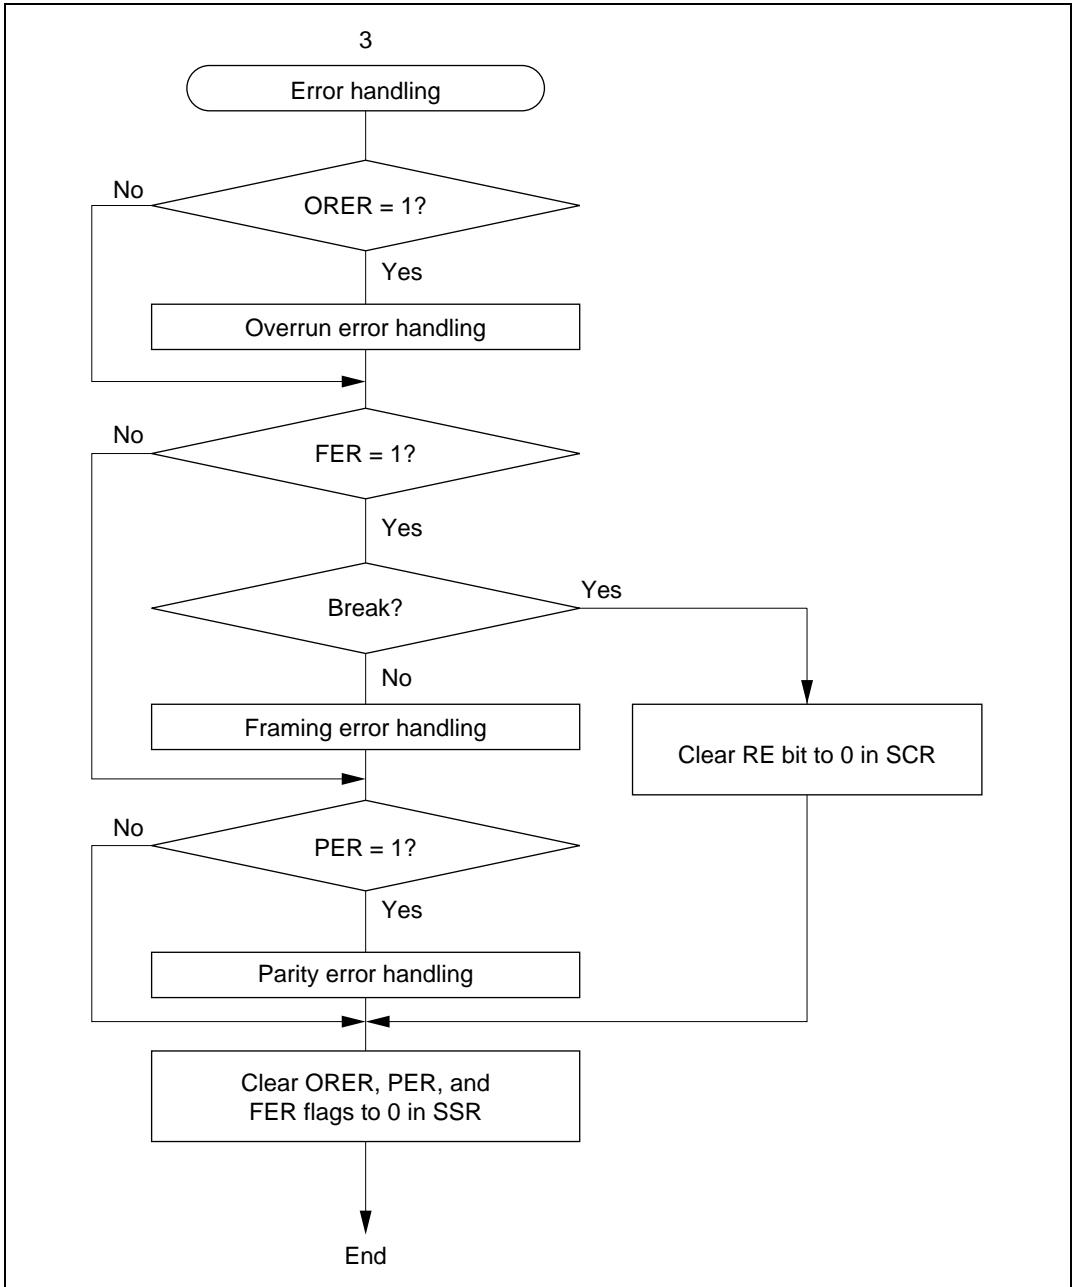 3
Error handling
No
ORER = 1?
Yes
Overrun error handling
No
FER = 1?
Yes
Break?
Yes
No
Framing error handling
Clear RE bit to 0 in SCR
No
PER = 1?
Yes
Parity error handling
Clear ORER, PER, and
FER flags to 0 in SSR
End